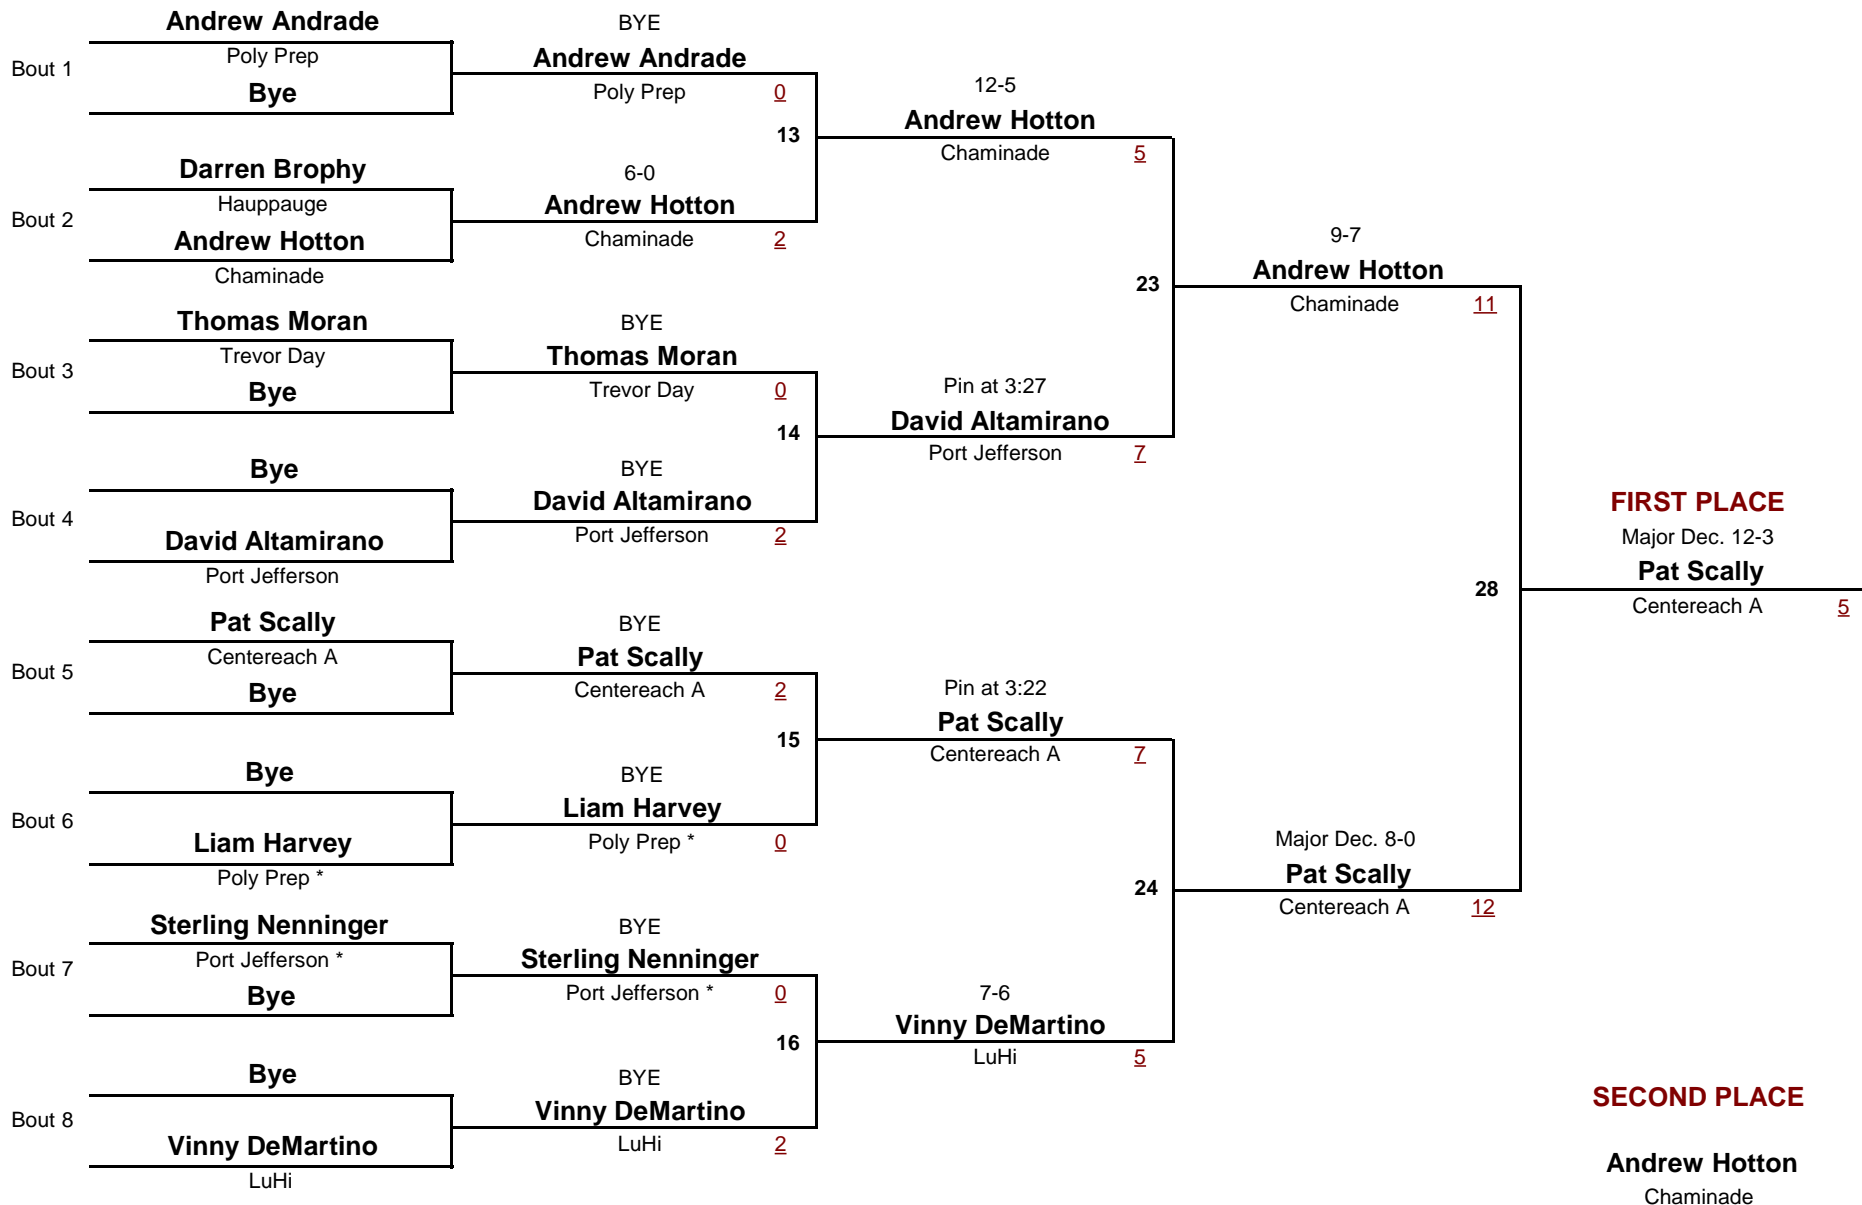 Andrew Andrade
Poly Prep
Bout 1
Bye
Darren Brophy
Hauppauge
Bout 2
Andrew Hotton
Chaminade
Thomas Moran
Trevor Day
Bout 3
Bye
Bye
Bout 4
David Altamirano
Port Jefferson
Pat Scally
Centereach A
Bout 5
Bye
Bye
Bout 6
Liam Harvey
Poly Prep *
Sterling Nenninger
Port Jefferson *
Bout 7
Bye
Bye
Bout 8
Vinny DeMartino
LuHi
BYE
Andrew Andrade
Poly Prep 0
13
6-0
Andrew Hotton
Chaminade 2
BYE
Thomas Moran
Trevor Day 0
14
BYE
David Altamirano
Port Jefferson 2
BYE
Pat Scally
Centereach A 2
15
BYE
Liam Harvey
Poly Prep * 0
BYE
Sterling Nenninger
Port Jefferson * 0
16
BYE
Vinny DeMartino
LuHi 2
12-5
Andrew Hotton
Chaminade 5
23
Pin at 3:27
David Altamirano
Port Jefferson 7
Pin at 3:22
Pat Scally
Centereach A 7
24
7-6
Vinny DeMartino
LuHi 5
9-7
Andrew Hotton
Chaminade 11
28
Major Dec. 8-0
Pat Scally
Centereach A 12
FIRST PLACE
Major Dec. 12-3
Pat Scally
Centereach A 5
SECOND PLACE
Andrew Hotton
Chaminade